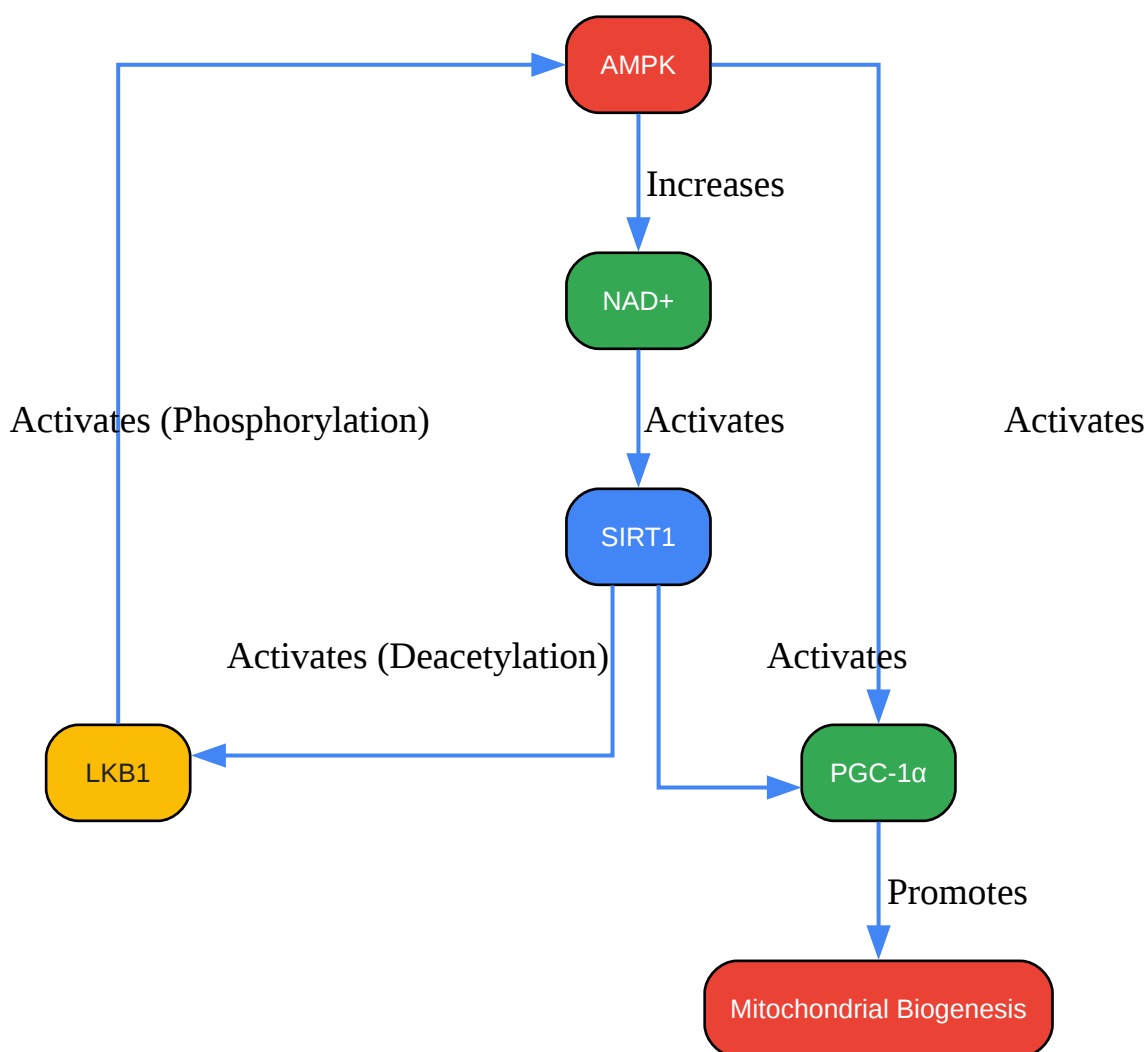 AMPK
Increases
NAD+
Activates (Phosphorylation)
Activates
Activates
SIRT1
Activates (Deacetylation)
Activates
LKB1
PGC-1α
Promotes
Mitochondrial Biogenesis